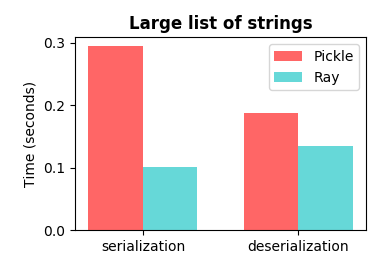 Large list of strings
Pickle
Ray
Time (seconds)
0.3
0.2
0.1
0.0
serialization
deserialization